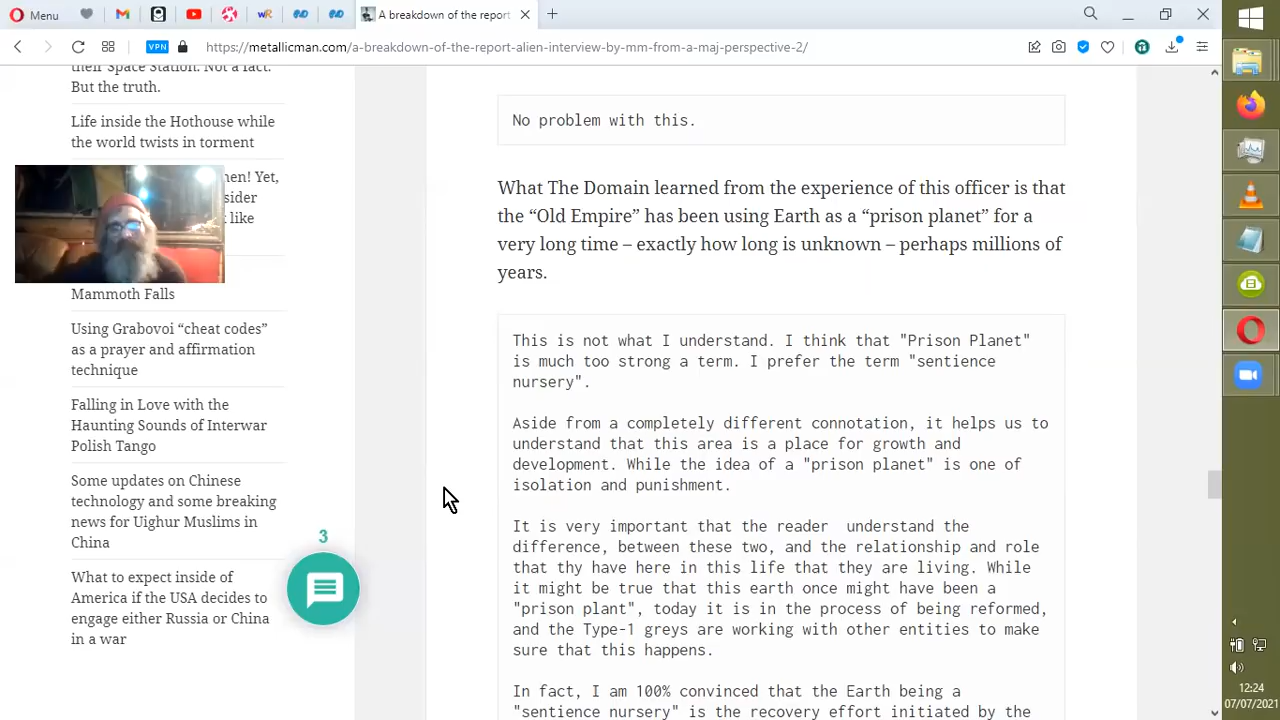 Menu
A breakdown of the report
VPN
https://metallicman.com/a-breakdown-of-the-report-alien-interview-by-mm-from-a-maj-perspective-2/
their Space Station. Not a fact.
But the truth.
Life inside the Hothouse while
the world twists in torment
hen! Yet,
sider
like
Mammoth Falls
Using Grabovoi “cheat codes”
as a prayer and affirmation
technique
Falling in Love with the
Haunting Sounds of Interwar
Polish Tango
Some updates on Chinese
technology and some breaking
news for Uighur Muslims in
China
What to expect inside of
America if the USA decides to
engage either Russia or China
in a war
3
No problem with this.
What The Domain learned from the experience of this officer is that
the “Old Empire” has been using Earth as a “prison planet” for a
very long time – exactly how long is unknown – perhaps millions of
years.
This is not what I understand. I think that "Prison Planet"
is much too strong a term. I prefer the term "sentience
nursery".
Aside from a completely different connotation, it helps us to
understand that this area is a place for growth and
development. While the idea of a "prison planet" is one of
isolation and punishment.
It is very important that the reader  understand the
difference, between these two, and the relationship and role
that thy have here in this life that they are living. While
it might be true that this earth once might have been a
"prison plant", today it is in the process of being reformed,
and the Type-1 greys are working with other entities to make
sure that this happens.
In fact, I am 100% convinced that the Earth being a
"sentience nursery" is the recovery effort initiated by the
12:24
07/07/2021